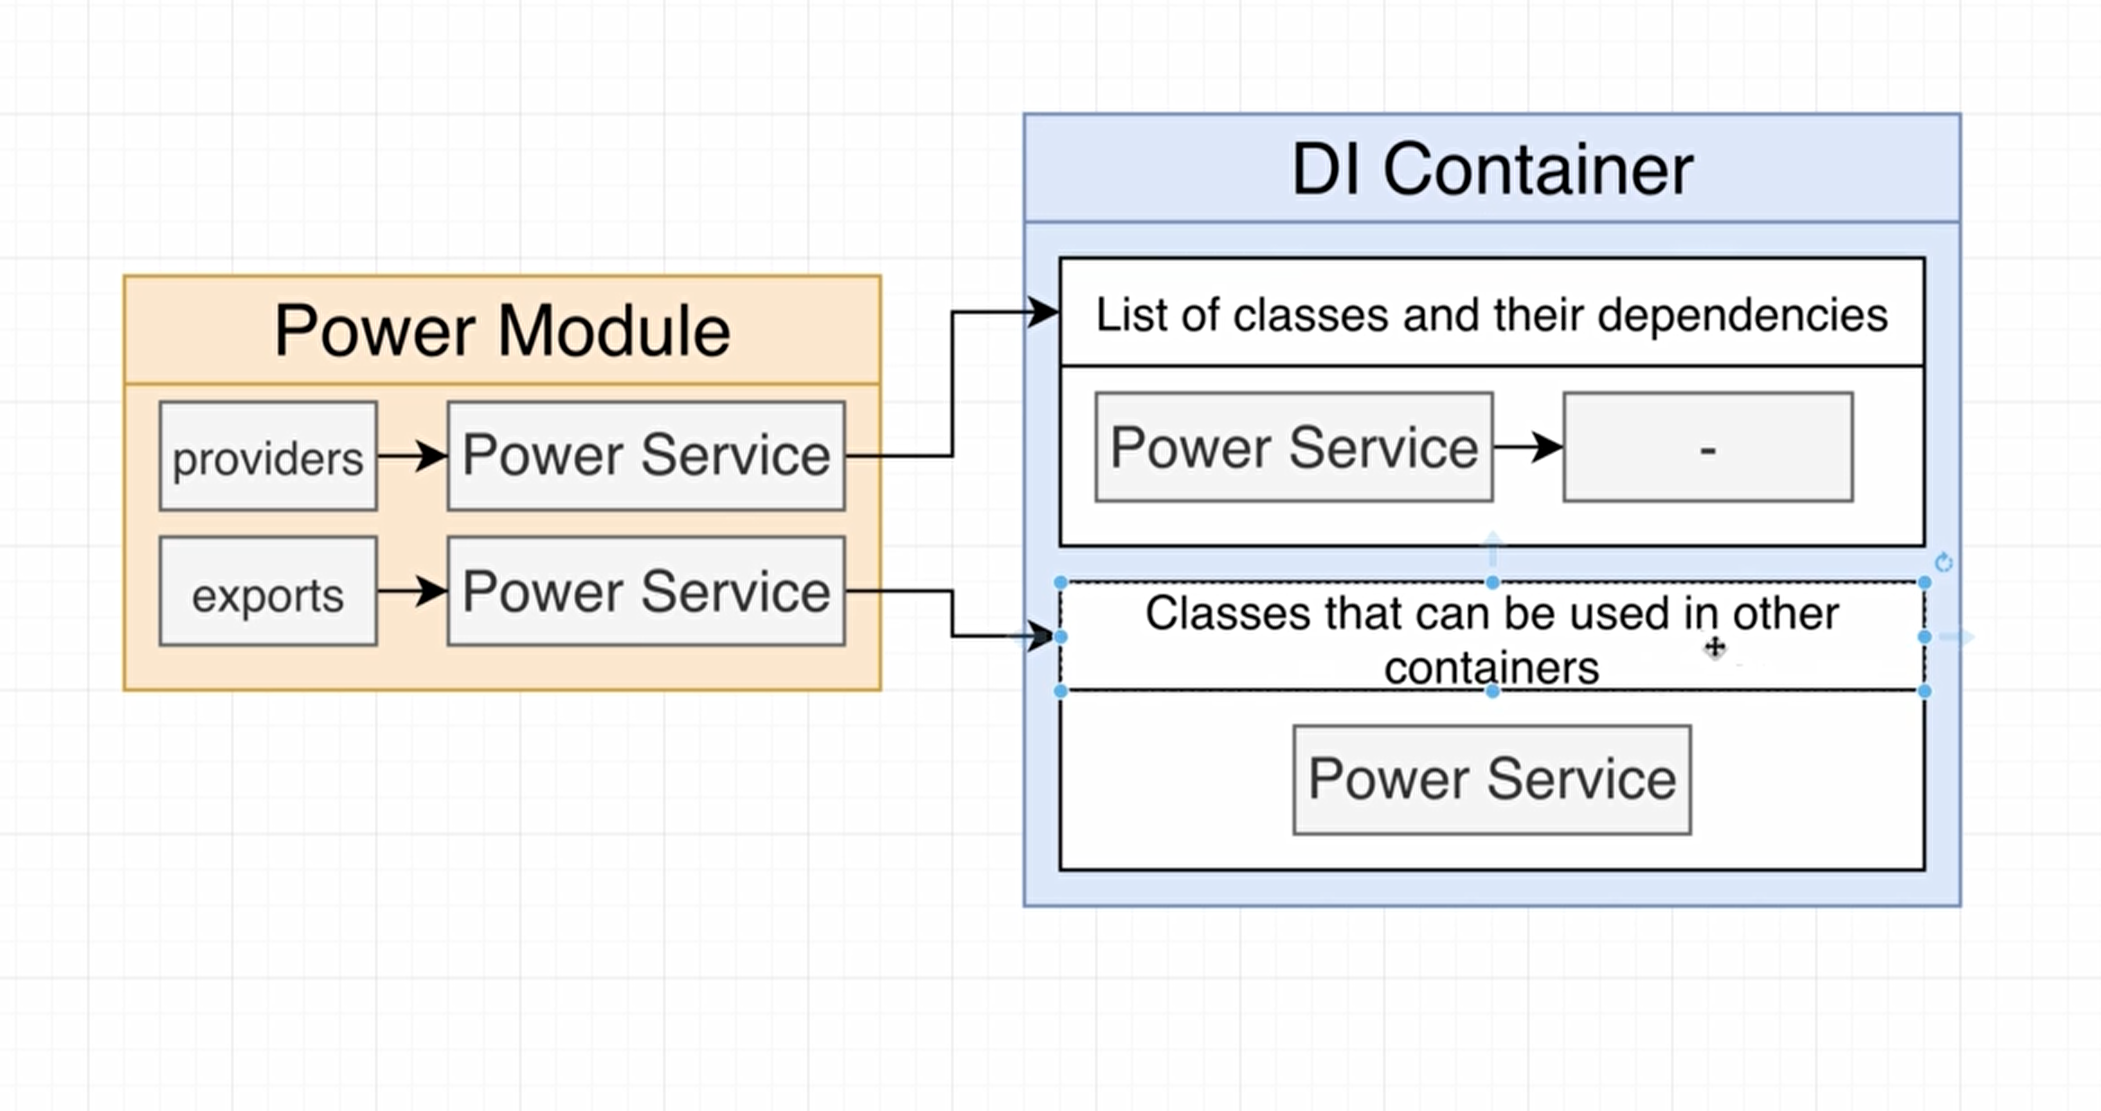 DI Container
List of classes and their dependencies
Power Module
providers
Power Service
Power Service
-
exports
Power Service
Classes that can be used in other
containers
Power Service